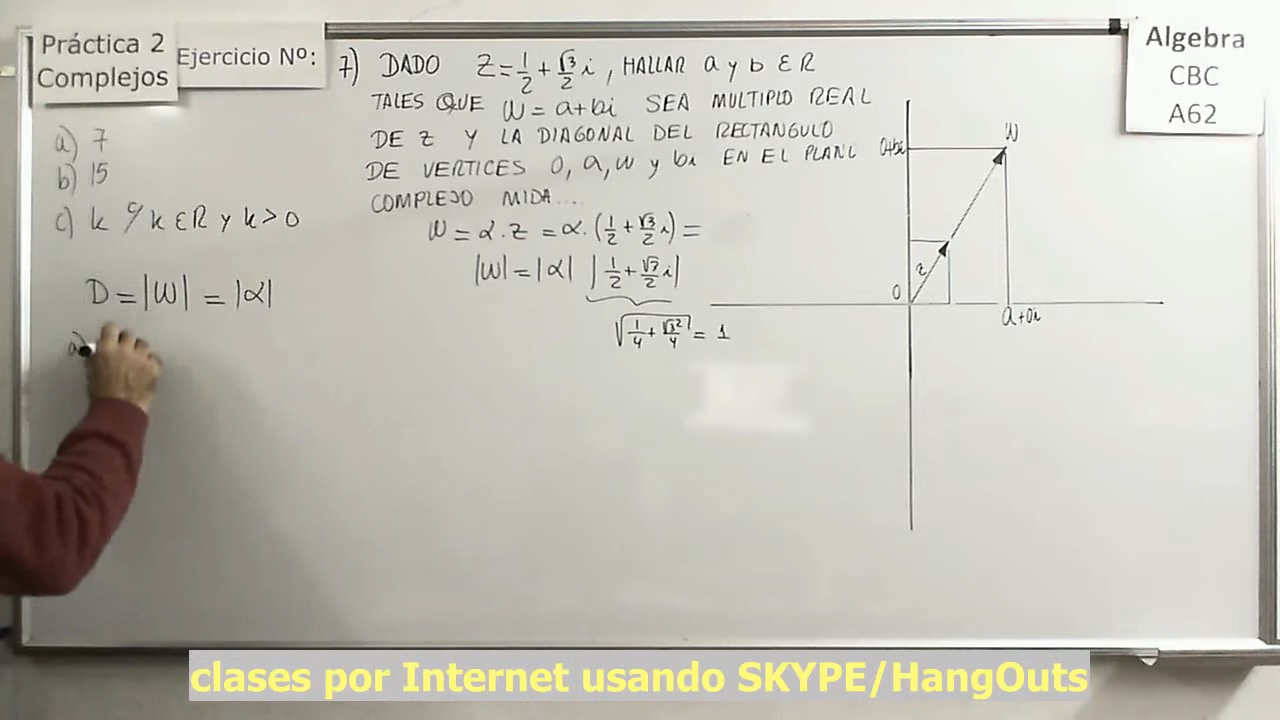 Práctica 2
Complejos
Ejercicio Nº:
7) DADO Z = 1/2 + √3/2 i, HALLAR a y b ∈ R
TALES QUE W = a+bi SEA MULTIPLO REAL
DE Z Y LA DIAGONAL DEL RECTANGULO
DE VERTICES 0, a, w y bi EN EL PLANO
COMPLEJO MIDA....
a) 7
b) 15
c) k % k ∈ R y k > 0
W = α . Z = α . (1/2 + √3/2 i) =
|W| = |α| |1/2 + √3/2 i|
√(1/4 + √3²/4) = 1
D = |W| = |α|
a)
Algebra
CBC
A62
W
0+bi
z
0
a+0i
clases por Internet usando SKYPE/HangOuts